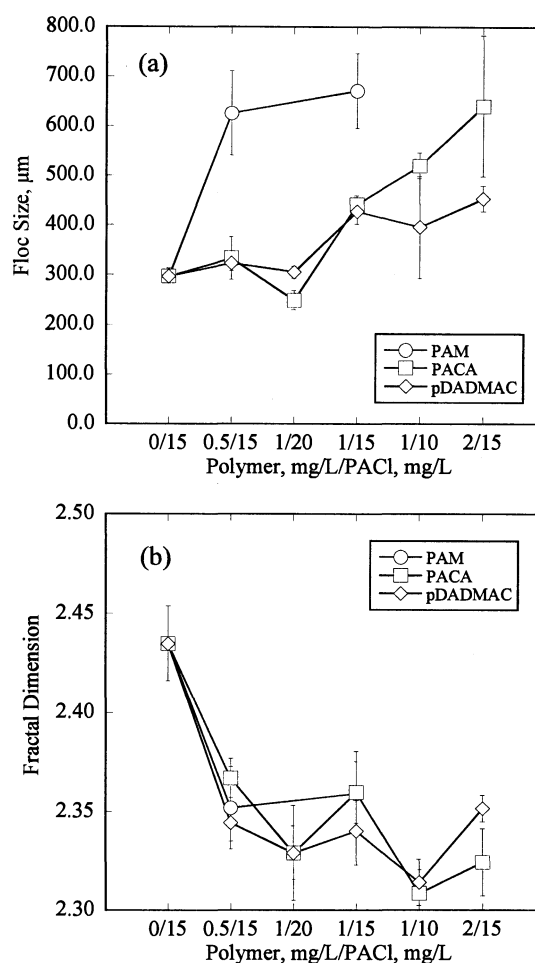 800.0
(a)
700.0
600.0
500.0
400.0
300.0
200.0
100.0
0.0
Floc Size, µm
PAM
PACA
pDADMAC
0/15 0.5/15 1/20 1/15 1/10 2/15
Polymer, mg/L/PACl, mg/L
2.50
(b)
2.45
2.40
2.35
2.30
Fractal Dimension
PAM
PACA
pDADMAC
0/15 0.5/15 1/20 1/15 1/10 2/15
Polymer, mg/L/PACl, mg/L